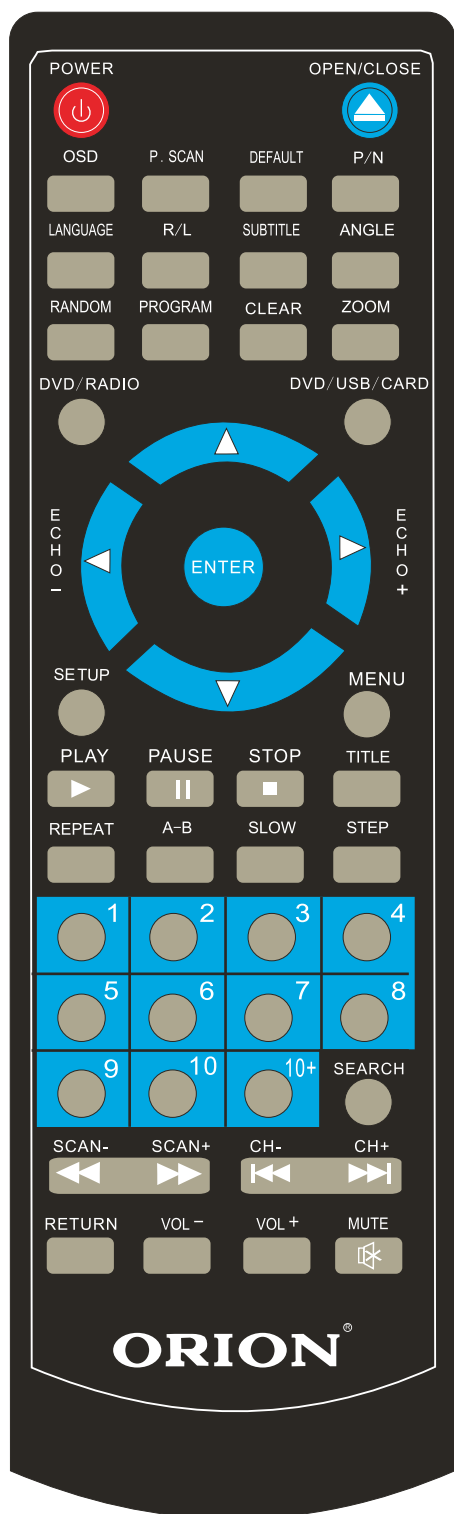 POWER OPEN/CLOSE
OSD P. SCAN DEFAULT P/N
LANGUAGE R/L SUBTITLE ANGLE
RANDOM PROGRAM CLEAR ZOOM
DVD/RADIO DVD/USB/CARD
ECHO- ENTER ECHO+
SETUP MENU
PLAY PAUSE STOP TITLE
REPEAT A-B SLOW STEP
1 2 3 4
5 6 7 8
9 10 10+ SEARCH
SCAN- SCAN+ CH- CH+
RETURN VOL- VOL+ MUTE
ORION®